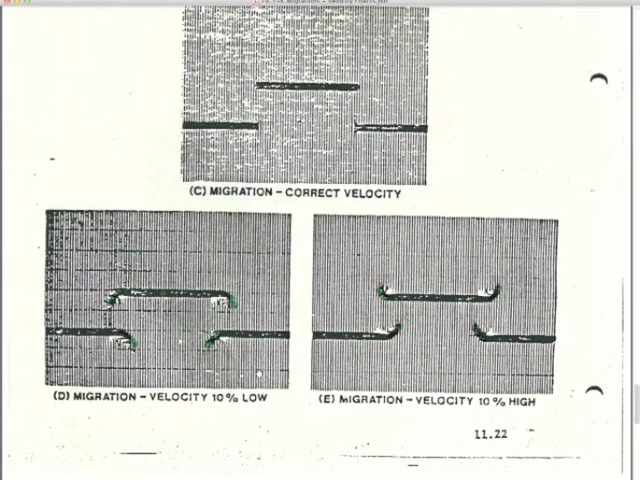 (C) MIGRATION – CORRECT VELOCITY
(D) MIGRATION – VELOCITY 10 % LOW
(E) MIGRATION – VELOCITY 10 % HIGH
11.22